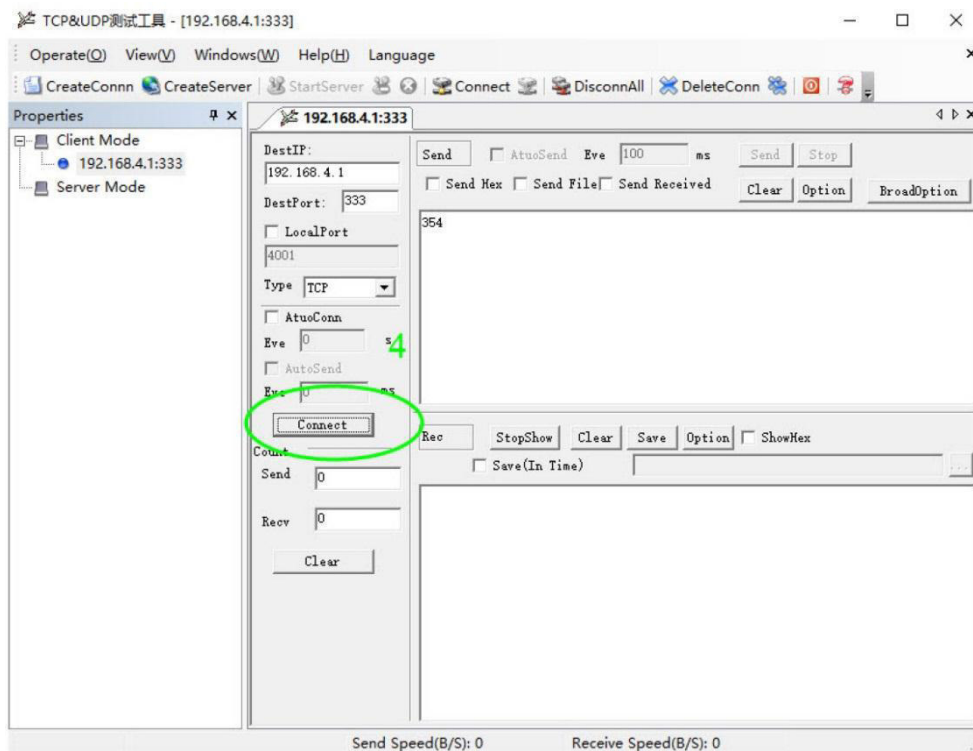 TCP&UDP测试工具 - [192.168.4.1:333]
Operate(O) View(V) Windows(W) Help(H) Language
CreateConnn CreateServer StartServer Connect DisconnAll DeleteConn
Properties
192.168.4.1:333
Client Mode
192.168.4.1:333
Server Mode
DestIP:
192.168.4.1
DestPort: 333
LocalPort
4001
Type TCP
AtuoConn
Eve 0 s
4
AutoSend
Eve 0 ms
Connect
Count
Send 0
Recv 0
Clear
Send AtuoSend Eve 100 ms Send Stop
Send Hex Send File Send Received Clear Option BroadOption
354
Rec StopShow Clear Save Option ShowHex
Save(In Time) ...
Send Speed(B/S): 0 Receive Speed(B/S): 0